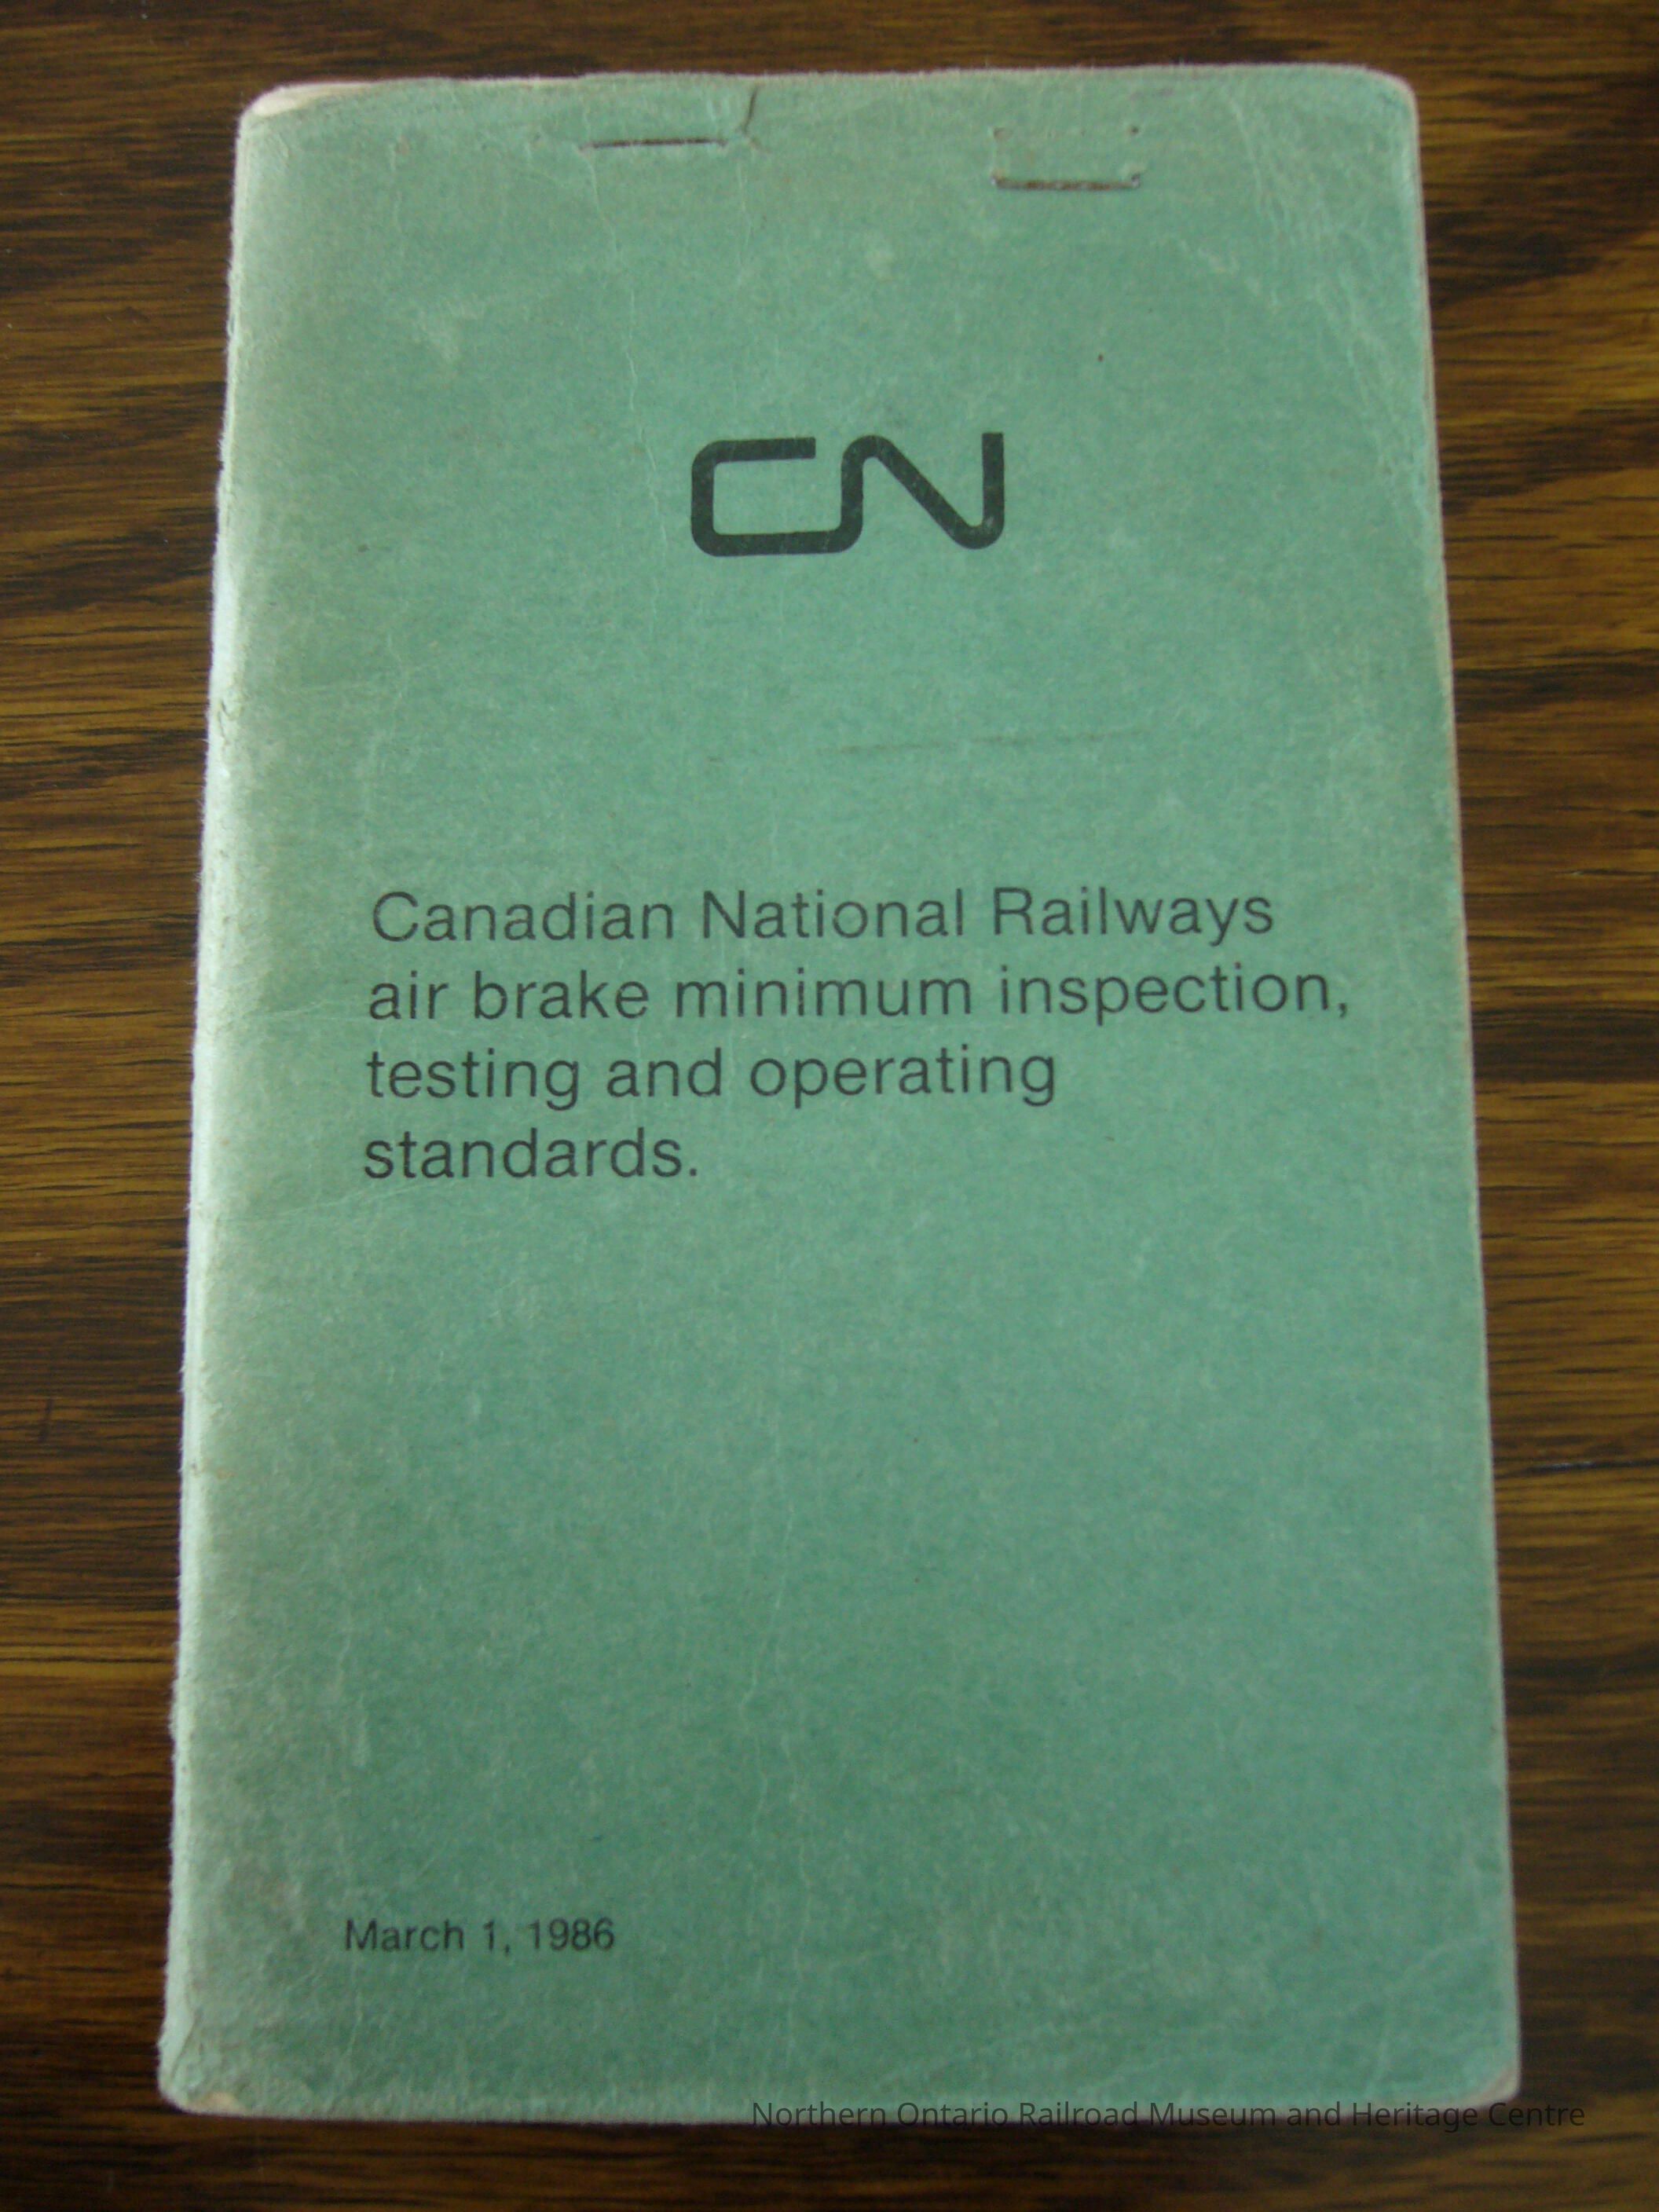 CN
Canadian National Railways
air brake minimum inspection,
testing and operating
standards.
March 1, 1986
Northern Ontario Railroad Museum and Heritage Centre